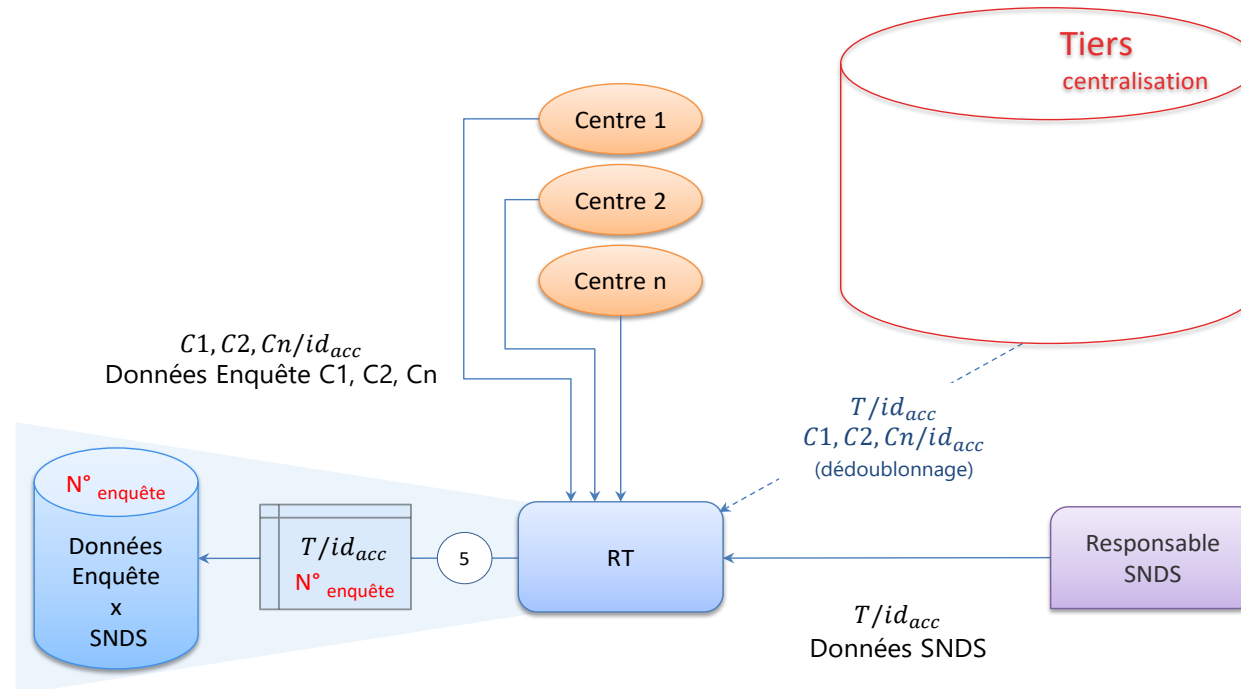 Tiers
centralisation
Centre 1
Centre 2
Centre n
C1, C2, Cn/id_acc
Données Enquête C1, C2, Cn
T/id_acc
C1, C2, Cn/id_acc
(dédoublonnage)
N° enquête
Données
Enquête
x
SNDS
T/id_acc
N° enquête
5
RT
Responsable
SNDS
T/id_acc
Données SNDS